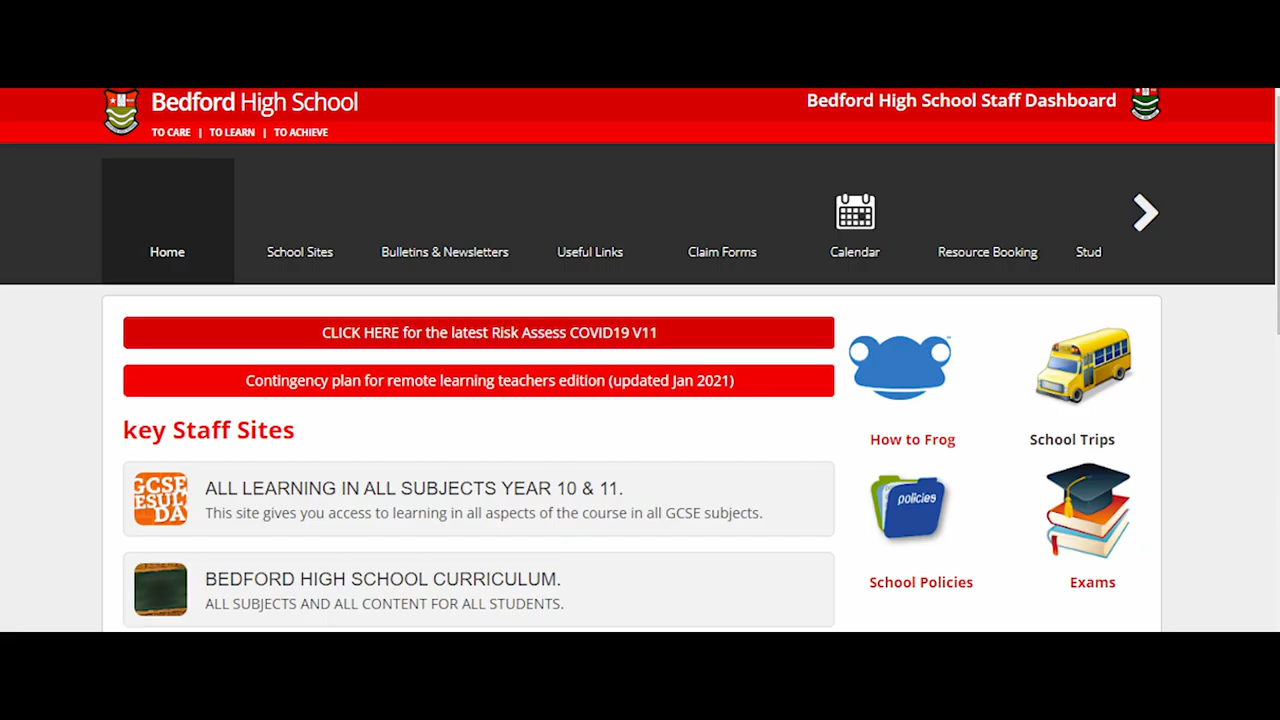 Bedford High School
TO CARE | TO LEARN | TO ACHIEVE
Bedford High School Staff Dashboard
Home
School Sites
Bulletins & Newsletters
Useful Links
Claim Forms
Calendar
Resource Booking
Stud
CLICK HERE for the latest Risk Assess COVID19 V11
Contingency plan for remote learning teachers edition (updated Jan 2021)
key Staff Sites
GCSE
ESUL
DA
ALL LEARNING IN ALL SUBJECTS YEAR 10 & 11.
This site gives you access to learning in all aspects of the course in all GCSE subjects.
BEDFORD HIGH SCHOOL CURRICULUM.
ALL SUBJECTS AND ALL CONTENT FOR ALL STUDENTS.
How to Frog
School Trips
policies
School Policies
Exams